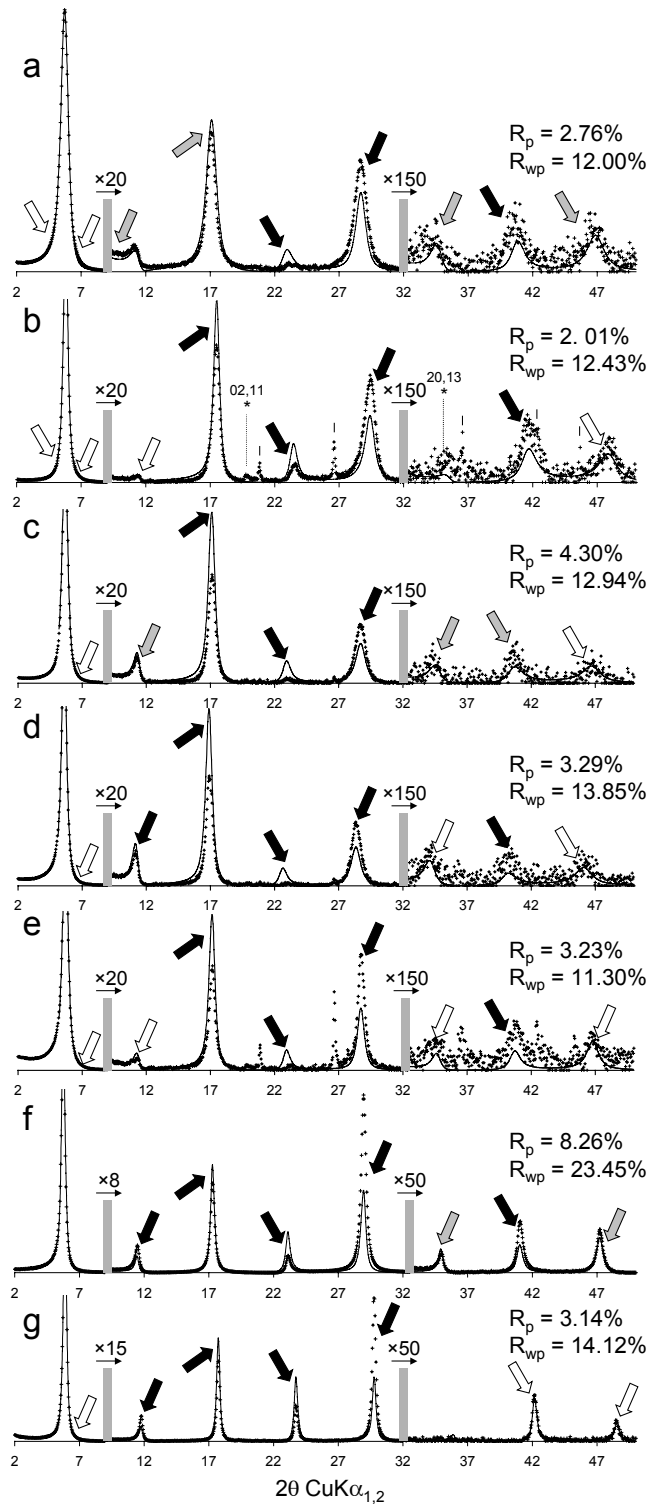 a
×20
×150
R_p = 2.76%
R_wp = 12.00%
2 7 12 17 22 27 32 37 42 47
b
×20
02,11
*
×150
20,13
*
R_p = 2. 01%
R_wp = 12.43%
2 7 12 17 22 27 32 37 42 47
c
×20
×150
R_p = 4.30%
R_wp = 12.94%
2 7 12 17 22 27 32 37 42 47
d
×20
×150
R_p = 3.29%
R_wp = 13.85%
2 7 12 17 22 27 32 37 42 47
e
×20
×150
R_p = 3.23%
R_wp = 11.30%
2 7 12 17 22 27 32 37 42 47
f
×8
×50
R_p = 8.26%
R_wp = 23.45%
2 7 12 17 22 27 32 37 42 47
g
×15
×50
R_p = 3.14%
R_wp = 14.12%
2 7 12 17 22 27 32 37 42 47
2θ CuKα1,2